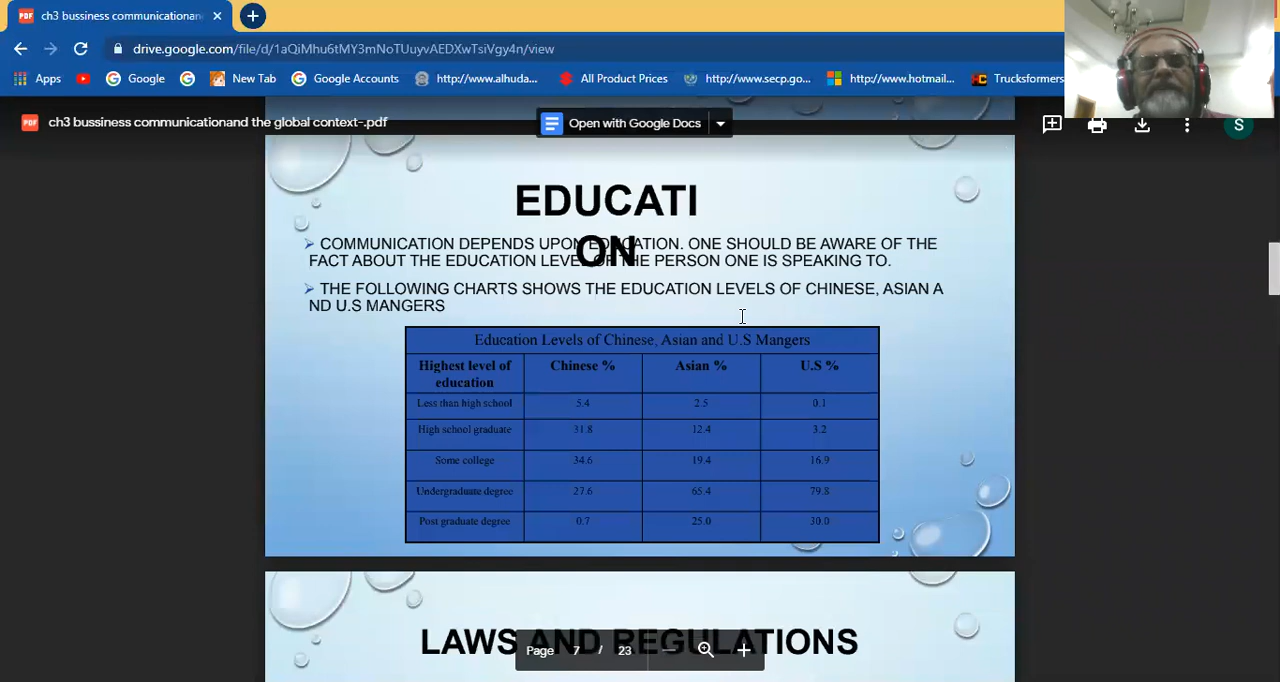 PDF ch3 bussiness communicationan
drive.google.com/file/d/1aQiMhu6tMY3mNoTUuyvAEDXwTsiVgy4n/view
Apps Google New Tab Google Accounts http://www.alhuda... All Product Prices http://www.secp.go... http://www.hotmail... Trucksformers
PDF ch3 bussiness communicationand the global context-.pdf Open with Google Docs S
EDUCATI
ON
COMMUNICATION DEPENDS UPON EDUCATION. ONE SHOULD BE AWARE OF THE
FACT ABOUT THE EDUCATION LEVEL OF THE PERSON ONE IS SPEAKING TO.
THE FOLLOWING CHARTS SHOWS THE EDUCATION LEVELS OF CHINESE, ASIAN A
ND U.S MANGERS
Education Levels of Chinese, Asian and U.S Mangers
Highest level of education Chinese % Asian % U.S %
Less than high school 5.4 2.5 0.1
High school graduate 31.8 12.4 3.2
Some college 34.6 19.4 16.9
Undergraduate degree 27.6 65.4 79.8
Post graduate degree 0.7 25.0 30.0
LAWS AND REGULATIONS
Page 7 / 23